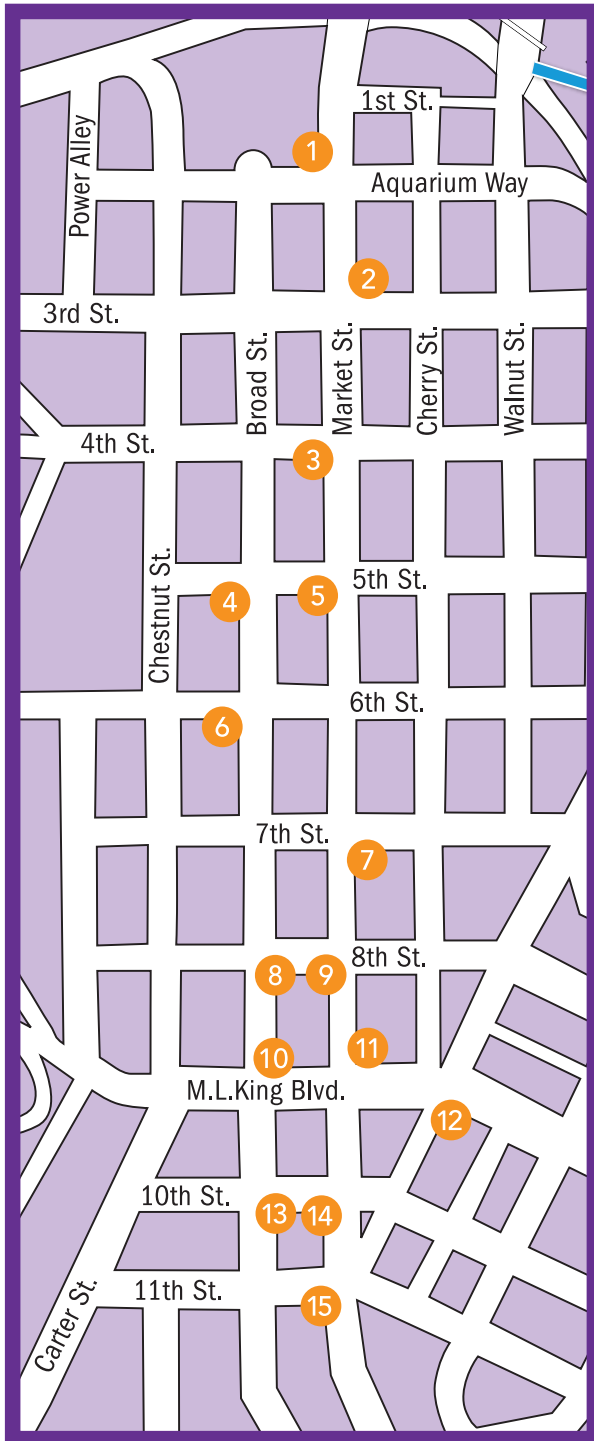 1st St.
1
Aquarium Way
Power Alley
2
3rd St.
Broad St.
Market St.
Cherry St.
Walnut St.
4th St.
3
Chestnut St.
5th St.
4
5
6th St.
6
7th St.
7
8th St.
8
9
10
11
M.L.King Blvd.
12
10th St.
13
14
11th St.
15
Carter St.